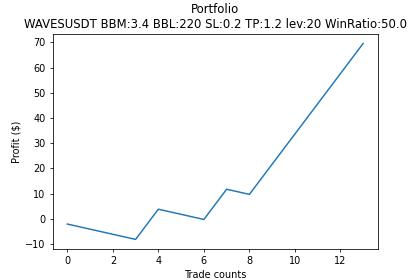 Portfolio
WAVESUSDT BBM:3.4 BBL:220 SL:0.2 TP:1.2 lev:20 WinRatio:50.0
70
60
50
40
30
20
10
0
−10
Profit ($)
0 2 4 6 8 10 12
Trade counts